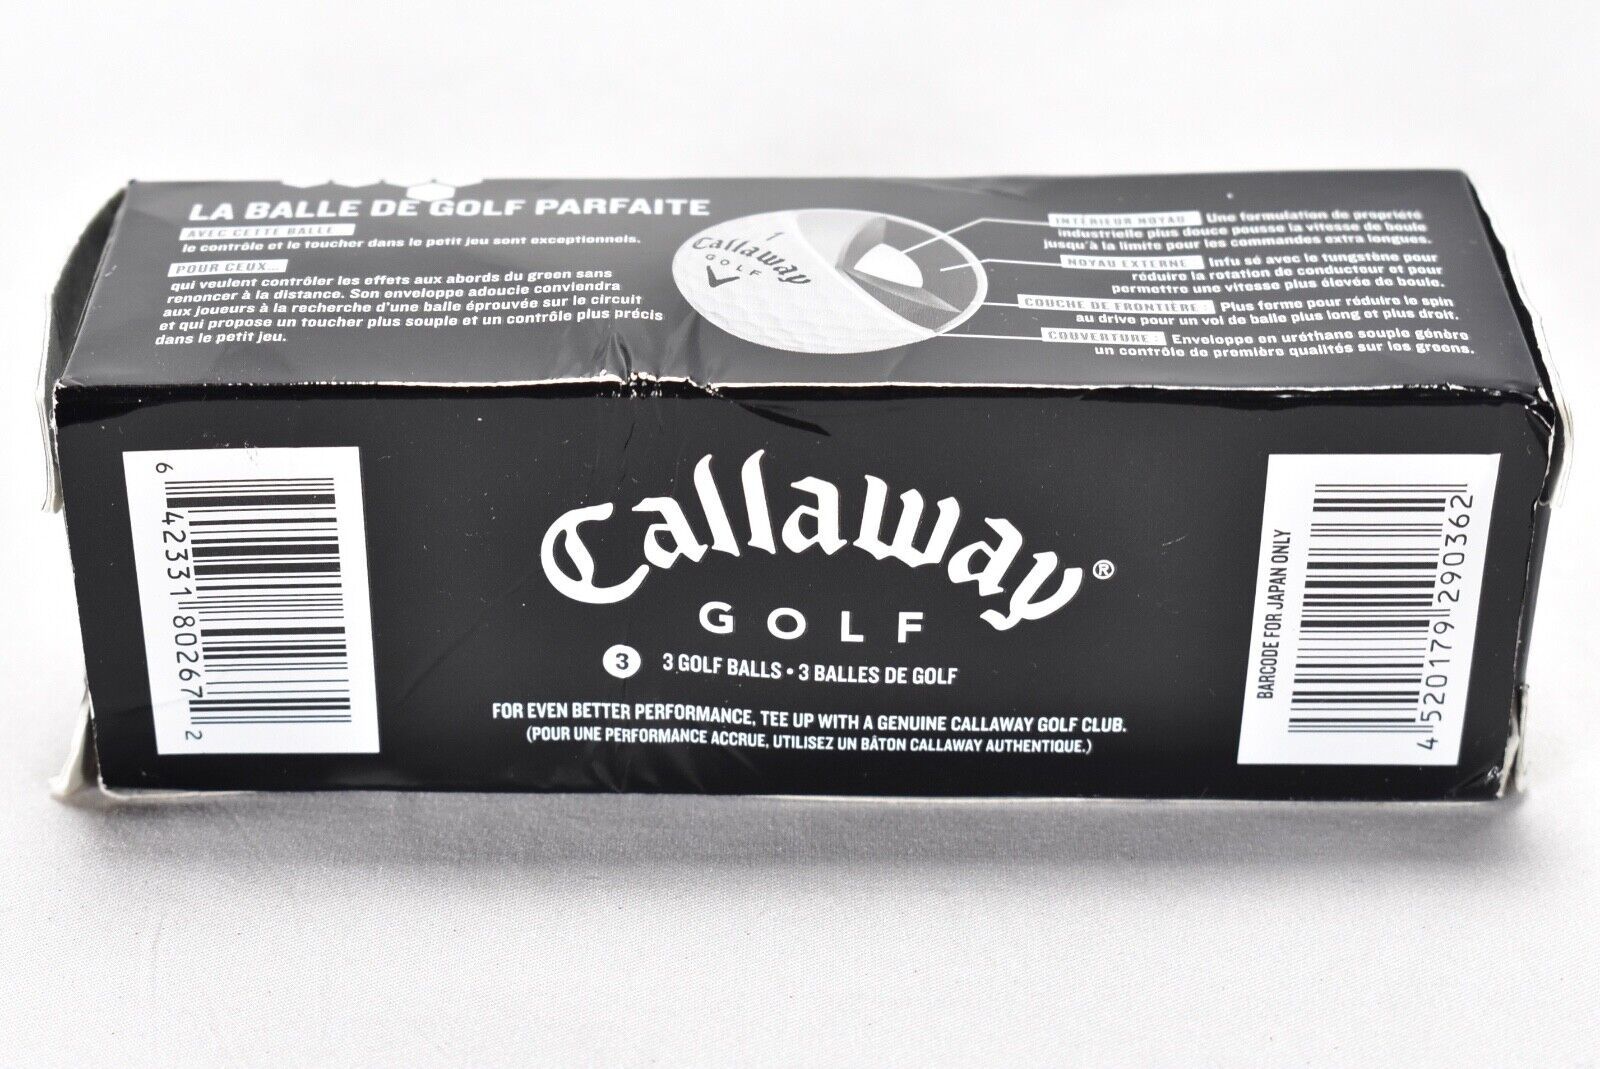 LA BALLE DE GOLF PARFAITE
AVEC CETTE BALLE...
le contrôle et le toucher dans le petit jeu sont exceptionnels.
POUR CEUX...
qui veulent contrôler les effets aux abords du green sans
renoncer à la distance. Son enveloppe adoucie conviendra
aux joueurs à la recherche d'une balle éprouvée sur le circuit
et qui propose un toucher plus souple et un contrôle plus précis
dans le petit jeu.
1
Callaway
GOLF
INTÉRIEUR NOYAU: Une formulation de propriété
industrielle plus douce pousse la vitesse de boule
jusqu'à la limite pour les commandes extra longues.
NOYAU EXTERNE: Infu sé avec le tungstène pour
réduire la rotation de conducteur et pour
permettre une vitesse plus élevée de boule.
COUCHE DE FRONTIÈRE: Plus ferme pour réduire le spin
au drive pour un vol de balle plus long et plus droit.
COUVERTURE: Enveloppe en uréthane souple génère
un contrôle de première qualités sur les greens.
6 42331 80267 2
Callaway®
GOLF
3 3 GOLF BALLS • 3 BALLES DE GOLF
FOR EVEN BETTER PERFORMANCE, TEE UP WITH A GENUINE CALLAWAY GOLF CLUB.
(POUR UNE PERFORMANCE ACCRUE, UTILISEZ UN BÂTON CALLAWAY AUTHENTIQUE.)
BARCODE FOR JAPAN ONLY
4 520179 290362